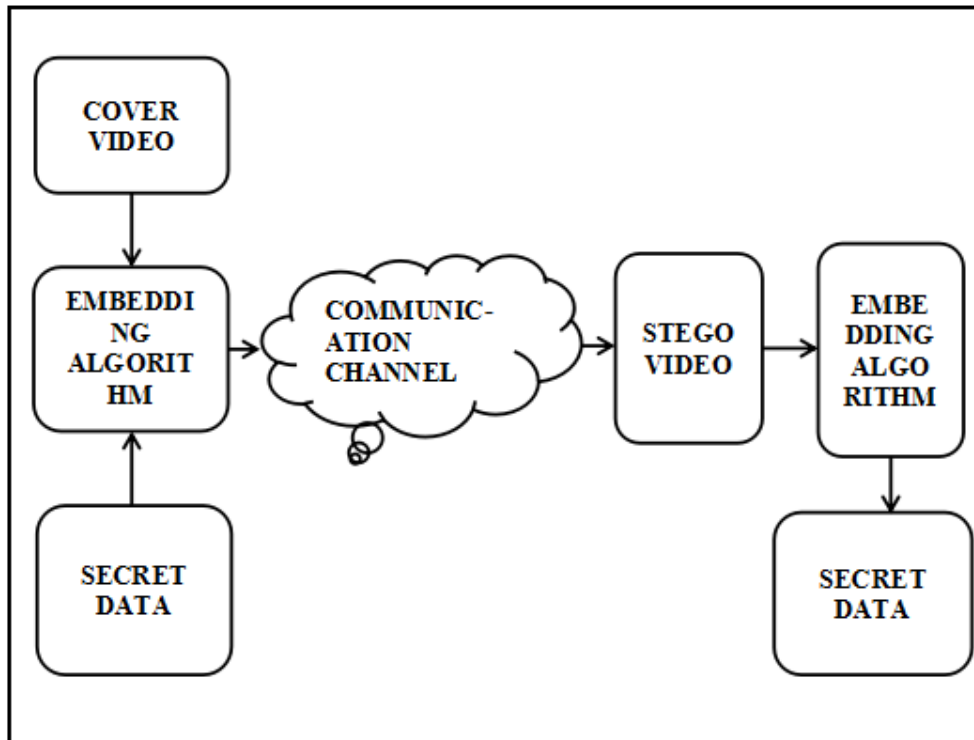 COVER
VIDEO
EMBEDDI
NG
ALGORIT
HM
SECRET
DATA
COMMUNIC-
ATION
CHANNEL
STEGO
VIDEO
EMBE
DDING
ALGO
RITHM
SECRET
DATA